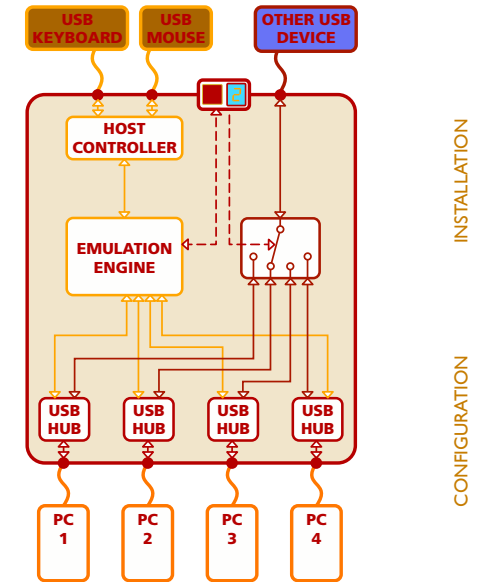 USB
KEYBOARD
USB
MOUSE
OTHER USB
DEVICE
2
HOST
CONTROLLER
EMULATION
ENGINE
USB
HUB
USB
HUB
USB
HUB
USB
HUB
PC
1
PC
2
PC
3
PC
4
INSTALLATION
CONFIGURATION